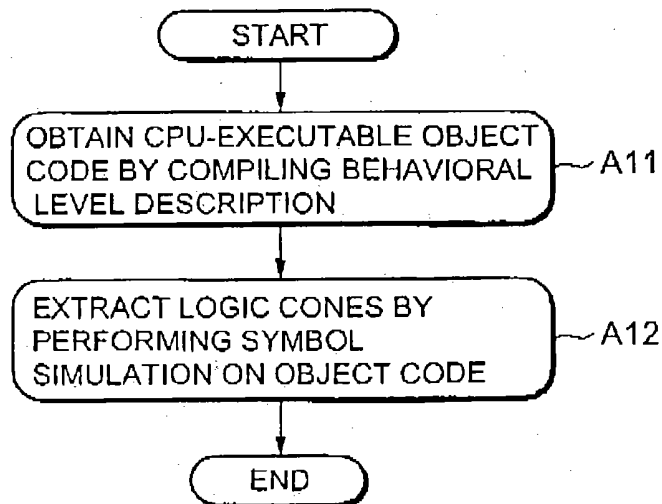 START
OBTAIN CPU-EXECUTABLE OBJECT
CODE BY COMPILING BEHAVIORAL
LEVEL DESCRIPTION
A11
EXTRACT LOGIC CONES BY
PERFORMING SYMBOL
SIMULATION ON OBJECT CODE
A12
END